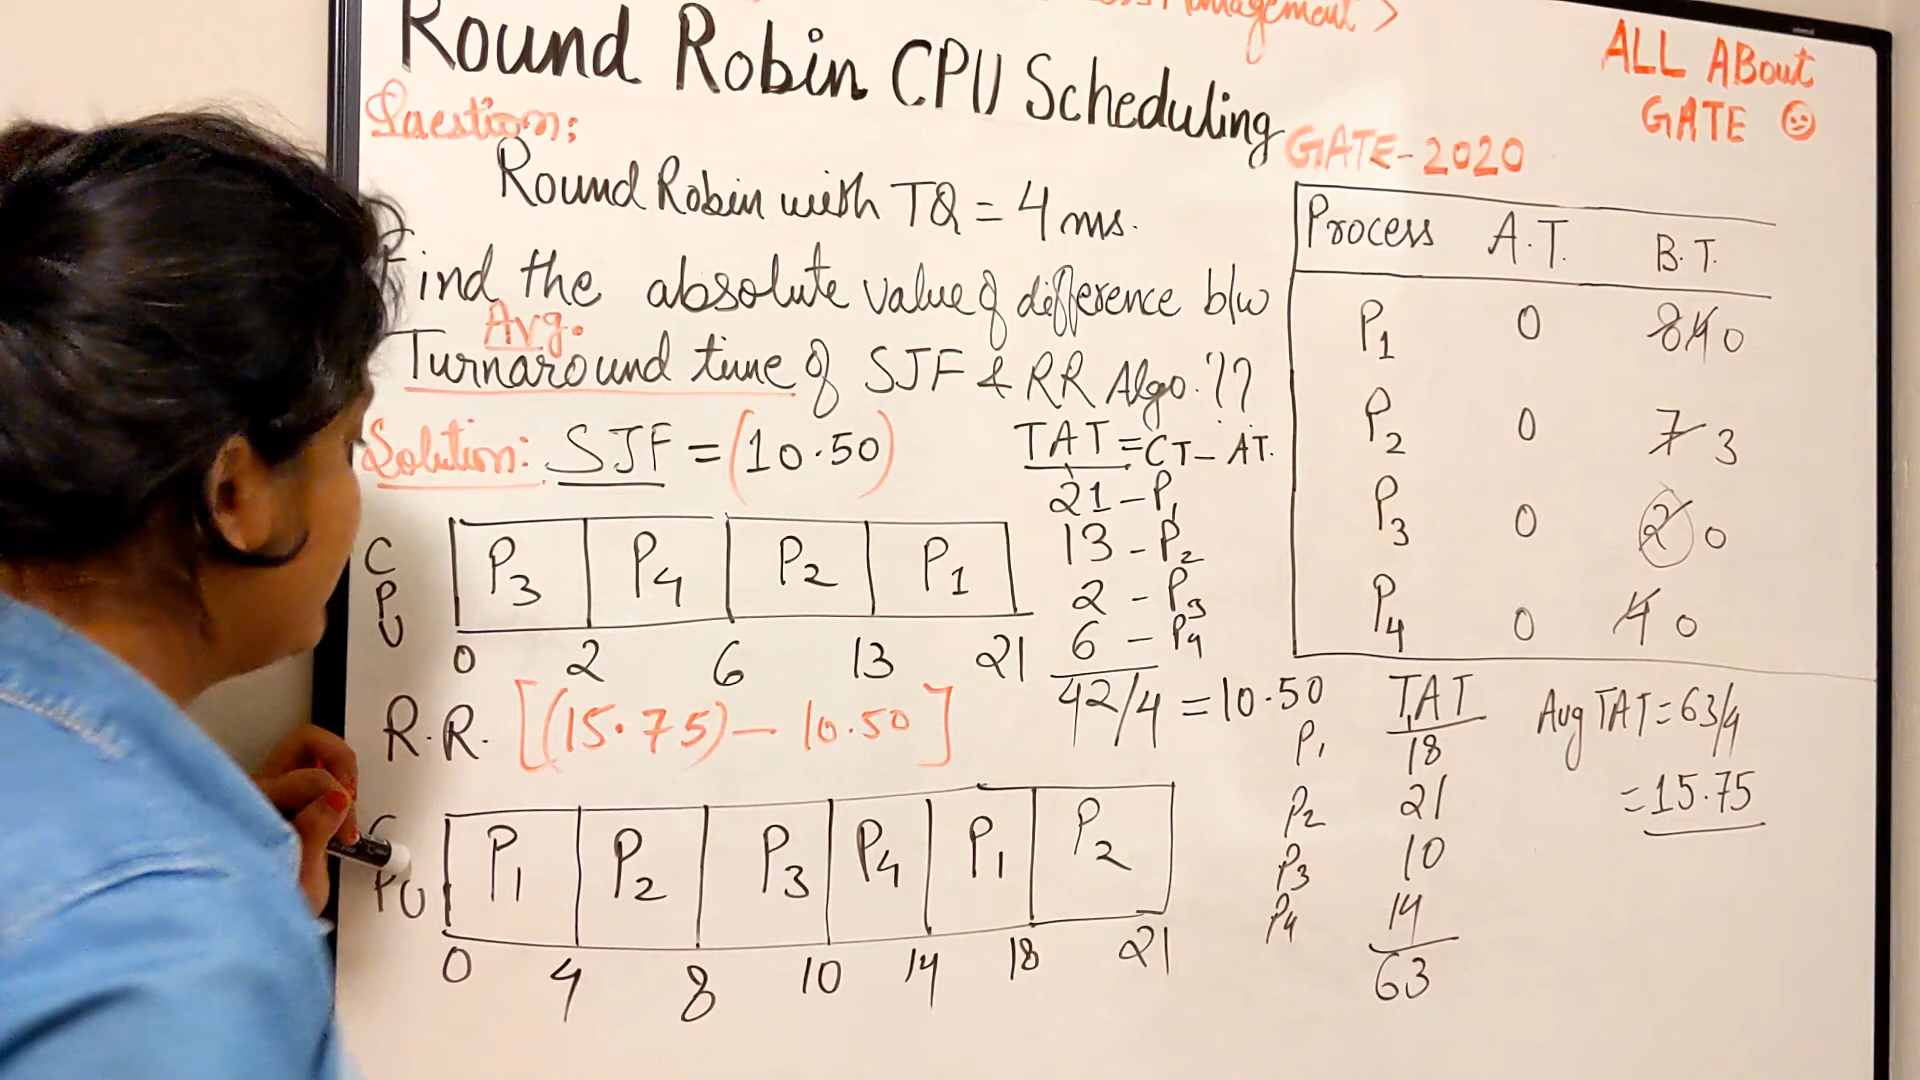 Management >
Round Robin CPU Scheduling
ALL ABout
GATE
Question:
GATE-2020
Round Robin with TQ = 4 ms.
Find the absolute value of difference b/w
Avg.
Turnaround time of SJF & RR Algo.??
Process A.T. B.T.
P1 0 8 4 0
P2 0 7 3
P3 0 2 0
P4 0 4 0
Solution: SJF = (10.50)
TAT = CT - AT.
21 - P1
13 - P2
2 - P3
6 - P4
42/4 = 10.50
CPU
P3 P4 P2 P1
0 2 6 13 21
R.R. [(15.75) - 10.50]
CPU
P1 P2 P3 P4 P1 P2
0 4 8 10 14 18 21
TAT
P1 18
P2 21
P3 10
P4 14
63
Avg TAT = 63/4
= 15.75